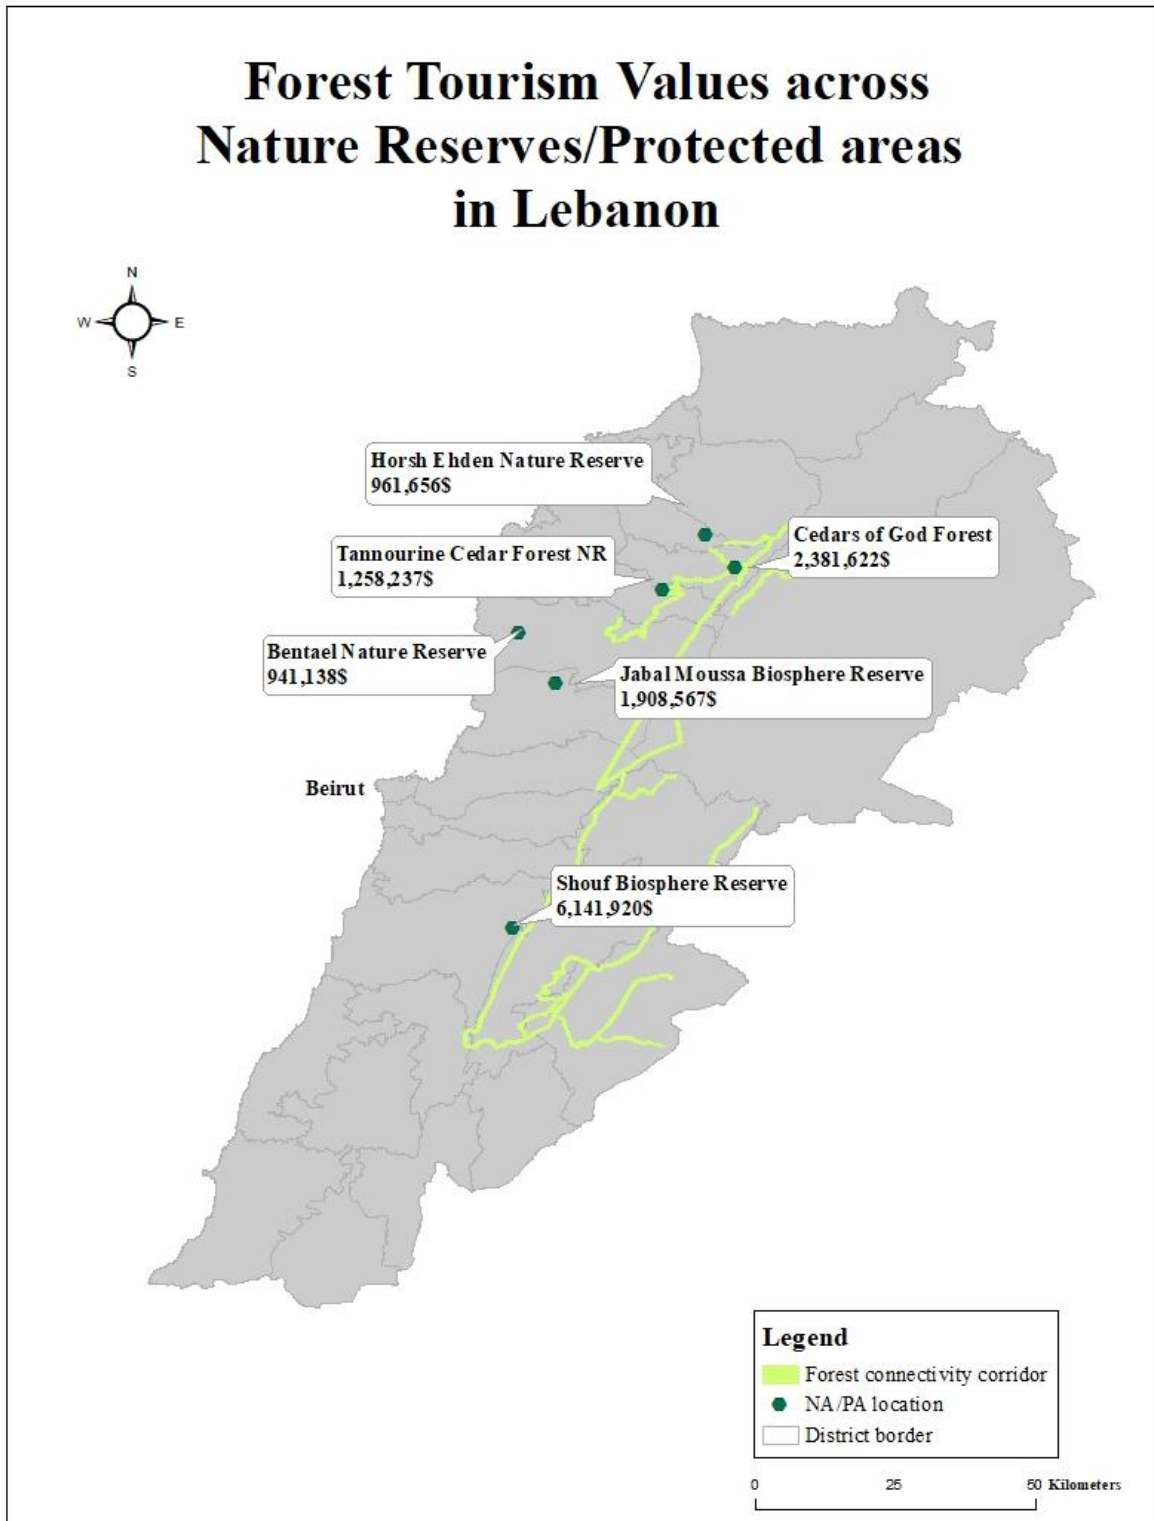 Forest Tourism Values across
Nature Reserves/Protected areas
in Lebanon
N
W
E
S
Horsh Ehden Nature Reserve
961,656$
Cedars of God Forest
2,381,622$
Tannourine Cedar Forest NR
1,258,237$
Bentael Nature Reserve
941,138$
Jabal Moussa Biosphere Reserve
1,908,567$
Beirut
Shouf Biosphere Reserve
6,141,920$
Legend
Forest connectivity corridor
NA/PA location
District border
0 25 50 Kilometers